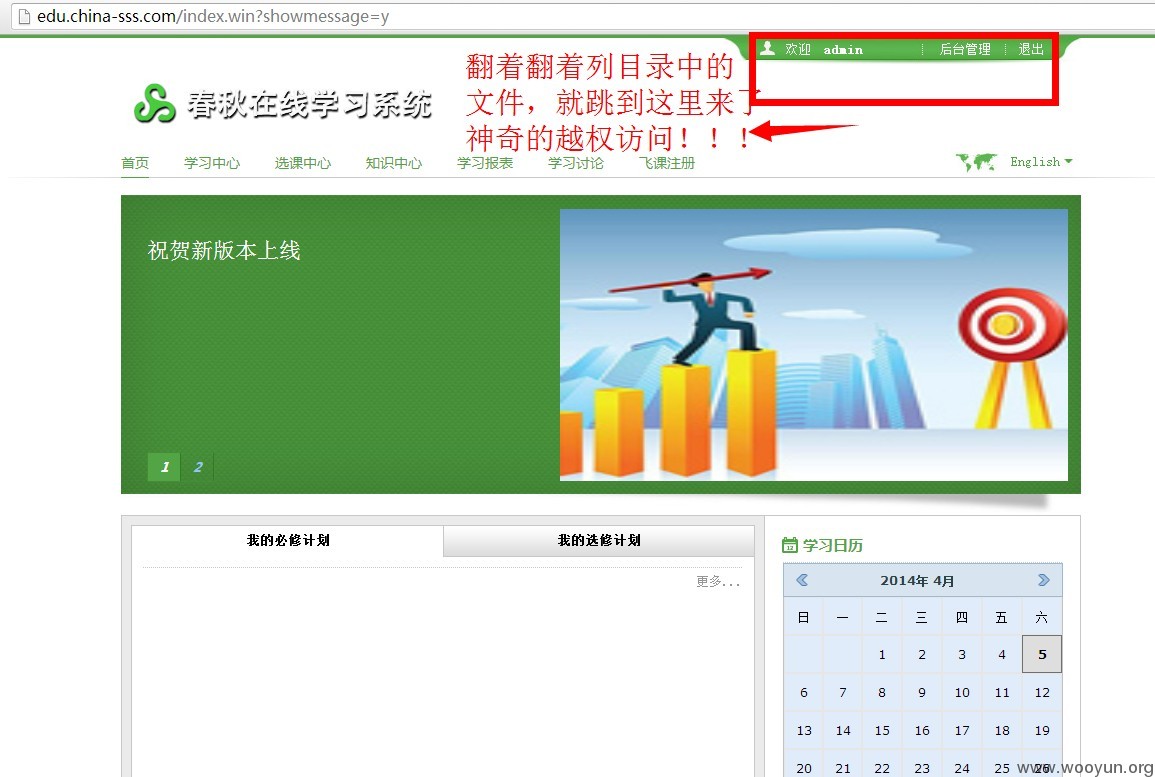 edu.china-sss.com/index.win?showmessage=y
欢迎 admin 后台管理 退出
翻着翻着列目录中的
文件，就跳到这里来了
神奇的越权访问！！！
春秋在线学习系统
首页 学习中心 选课中心 知识中心 学习报表 学习讨论 飞课注册 English
祝贺新版本上线
1 2
我的必修计划 我的选修计划
更多...
学习日历
2014年 4月
日 一 二 三 四 五 六
1 2 3 4 5
6 7 8 9 10 11 12
13 14 15 16 17 18 19
20 21 22 23 24 25 26
www.wooyun.org